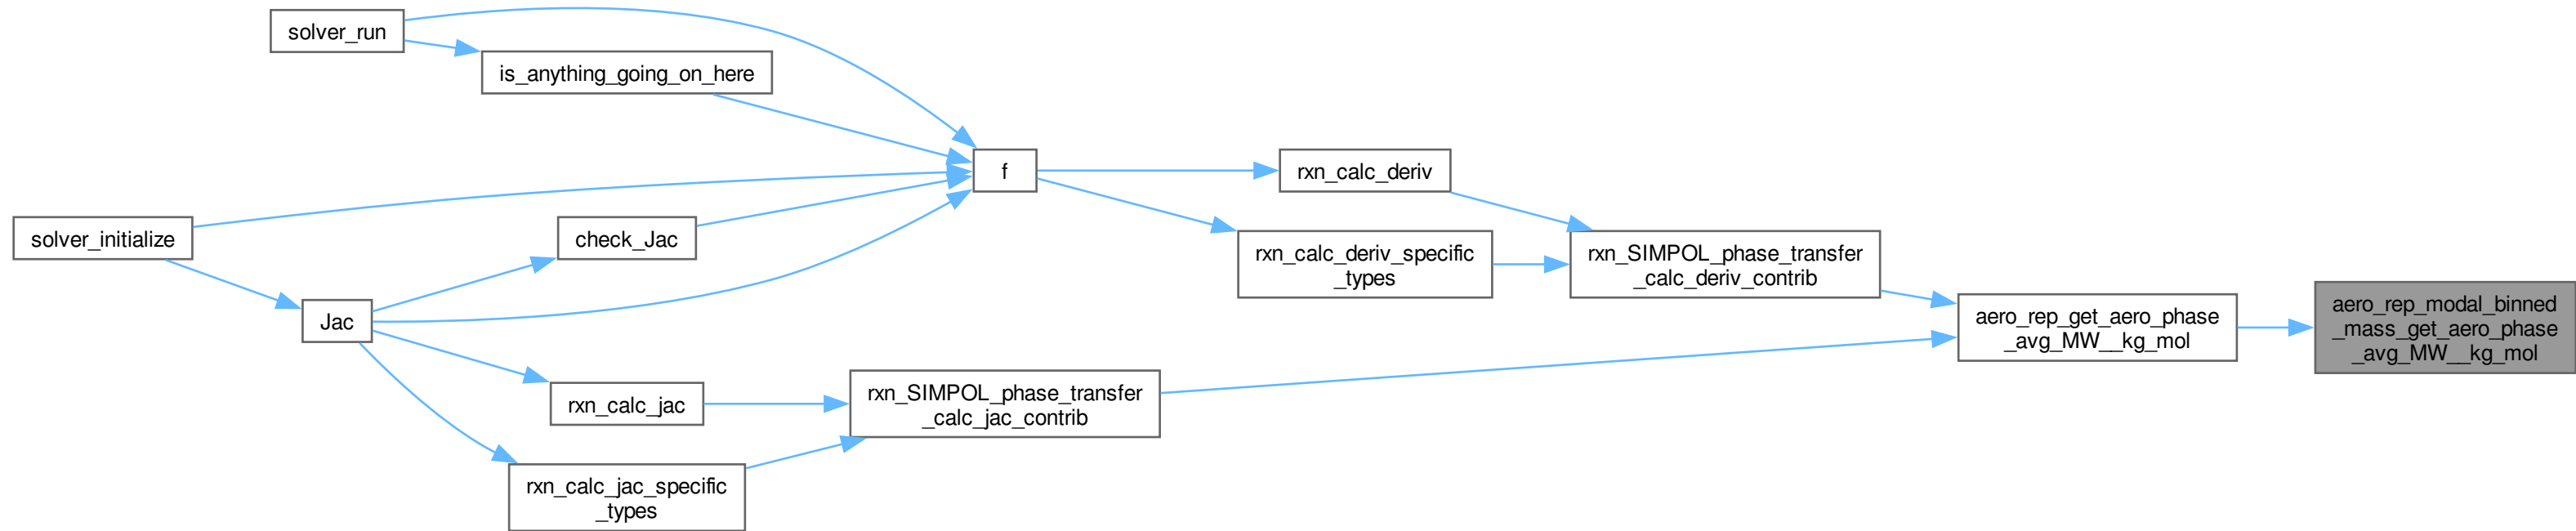 solver_run
is_anything_going_on_here
f
rxn_calc_deriv
solver_initialize
check_Jac
rxn_calc_deriv_specific
_types
rxn_SIMPOL_phase_transfer
_calc_deriv_contrib
Jac
aero_rep_get_aero_phase
_avg_MW__kg_mol
aero_rep_modal_binned
_mass_get_aero_phase
_avg_MW__kg_mol
rxn_calc_jac
rxn_SIMPOL_phase_transfer
_calc_jac_contrib
rxn_calc_jac_specific
_types